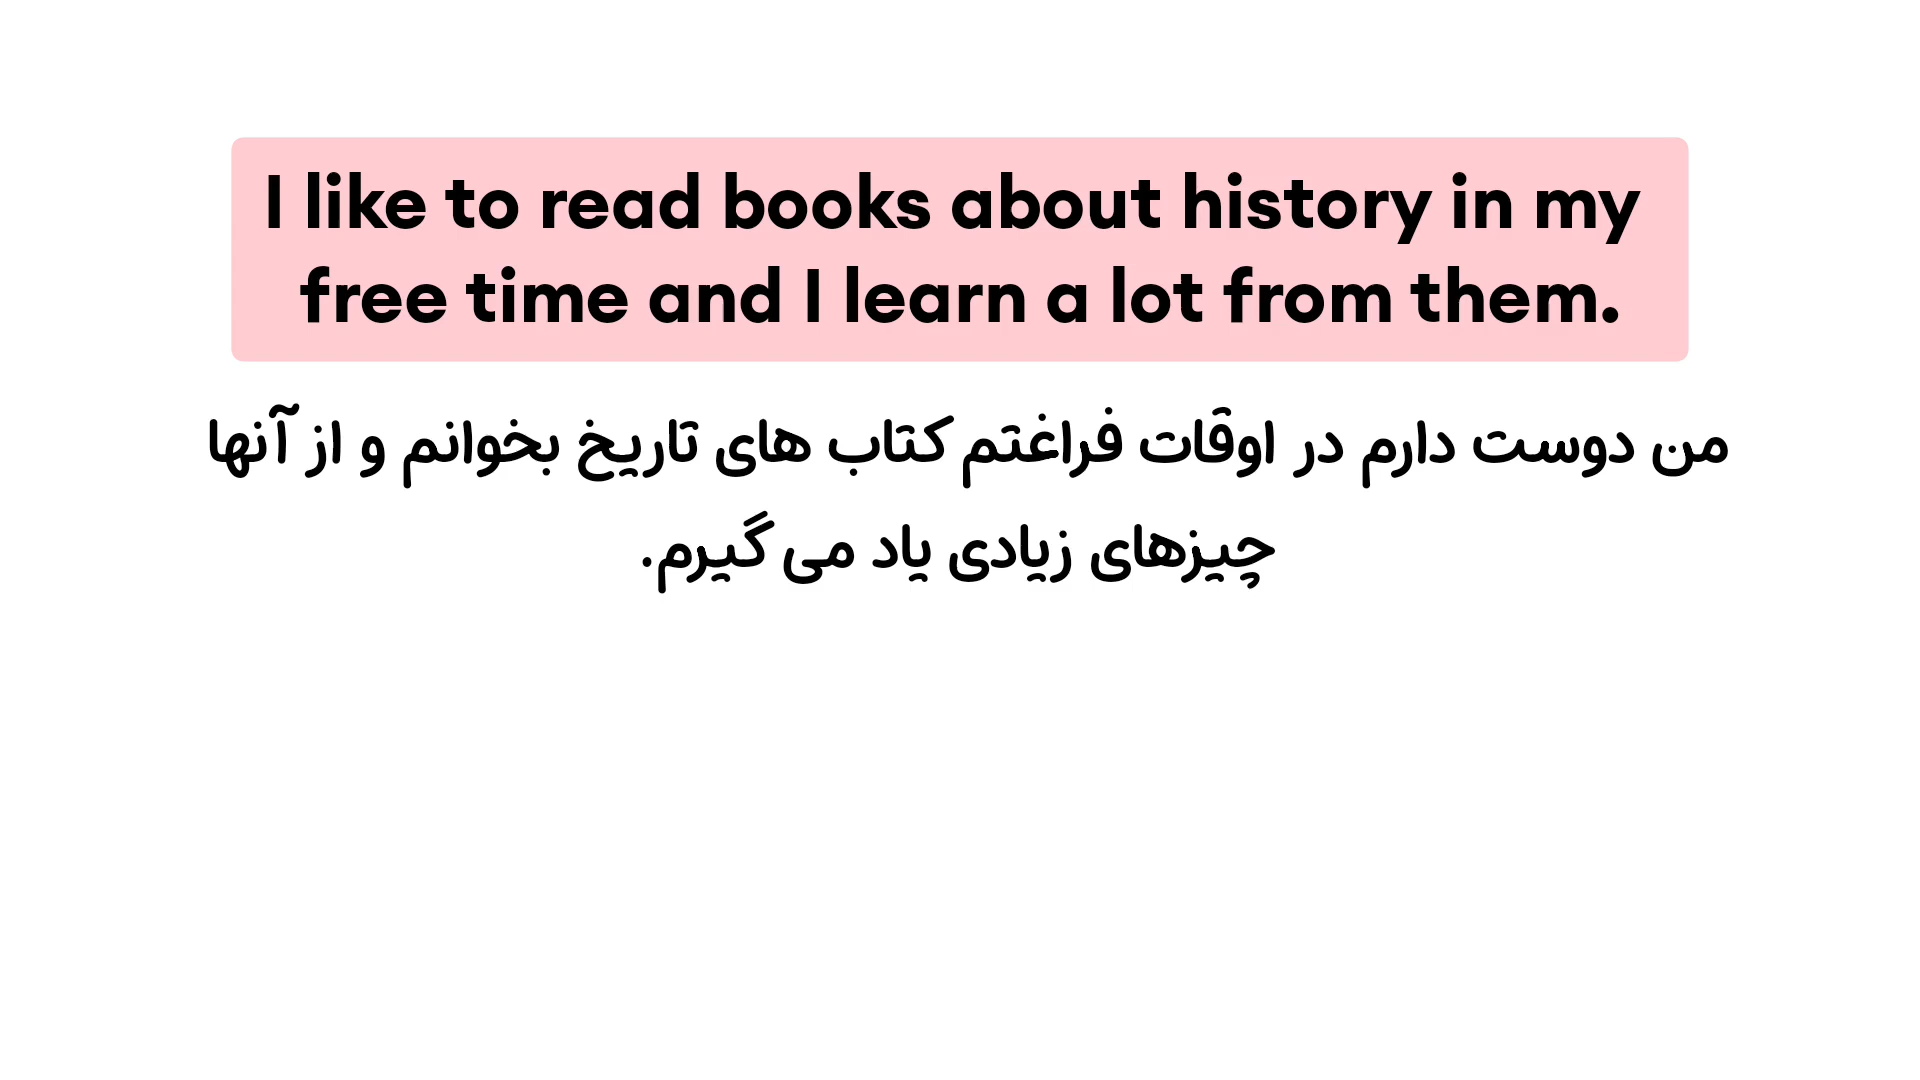 I like to read books about history in my
free time and I learn a lot from them.
من دوست دارم در اوقات فراغتم کتاب های تاریخ بخوانم و از آنها
چیزهای زیادی یاد می گیرم.